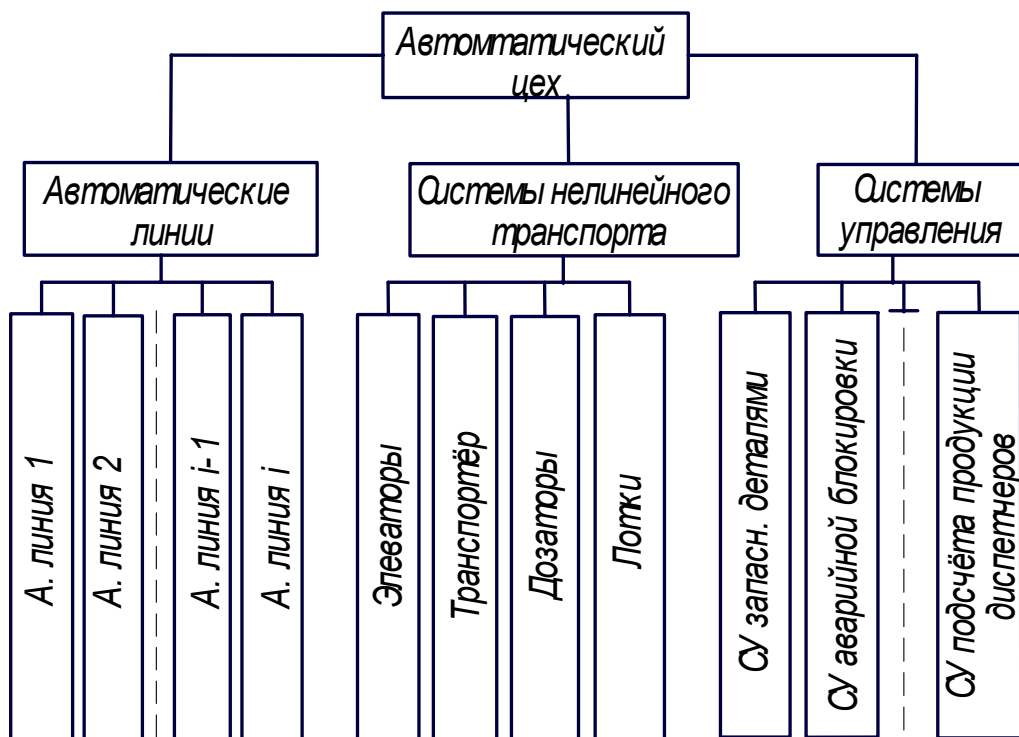 Автомтатический
цех
Автоматические
линии
Системы нелинейного
транспорта
Системы
управления
А. линия 1
А. линия 2
А. линия i-1
А. линия i
Элеваторы
Транспортёр
Дозаторы
Лотки
СУ запасн. деталями
СУ аварийной блокировки
СУ подсчёта продукции
диспетчеров